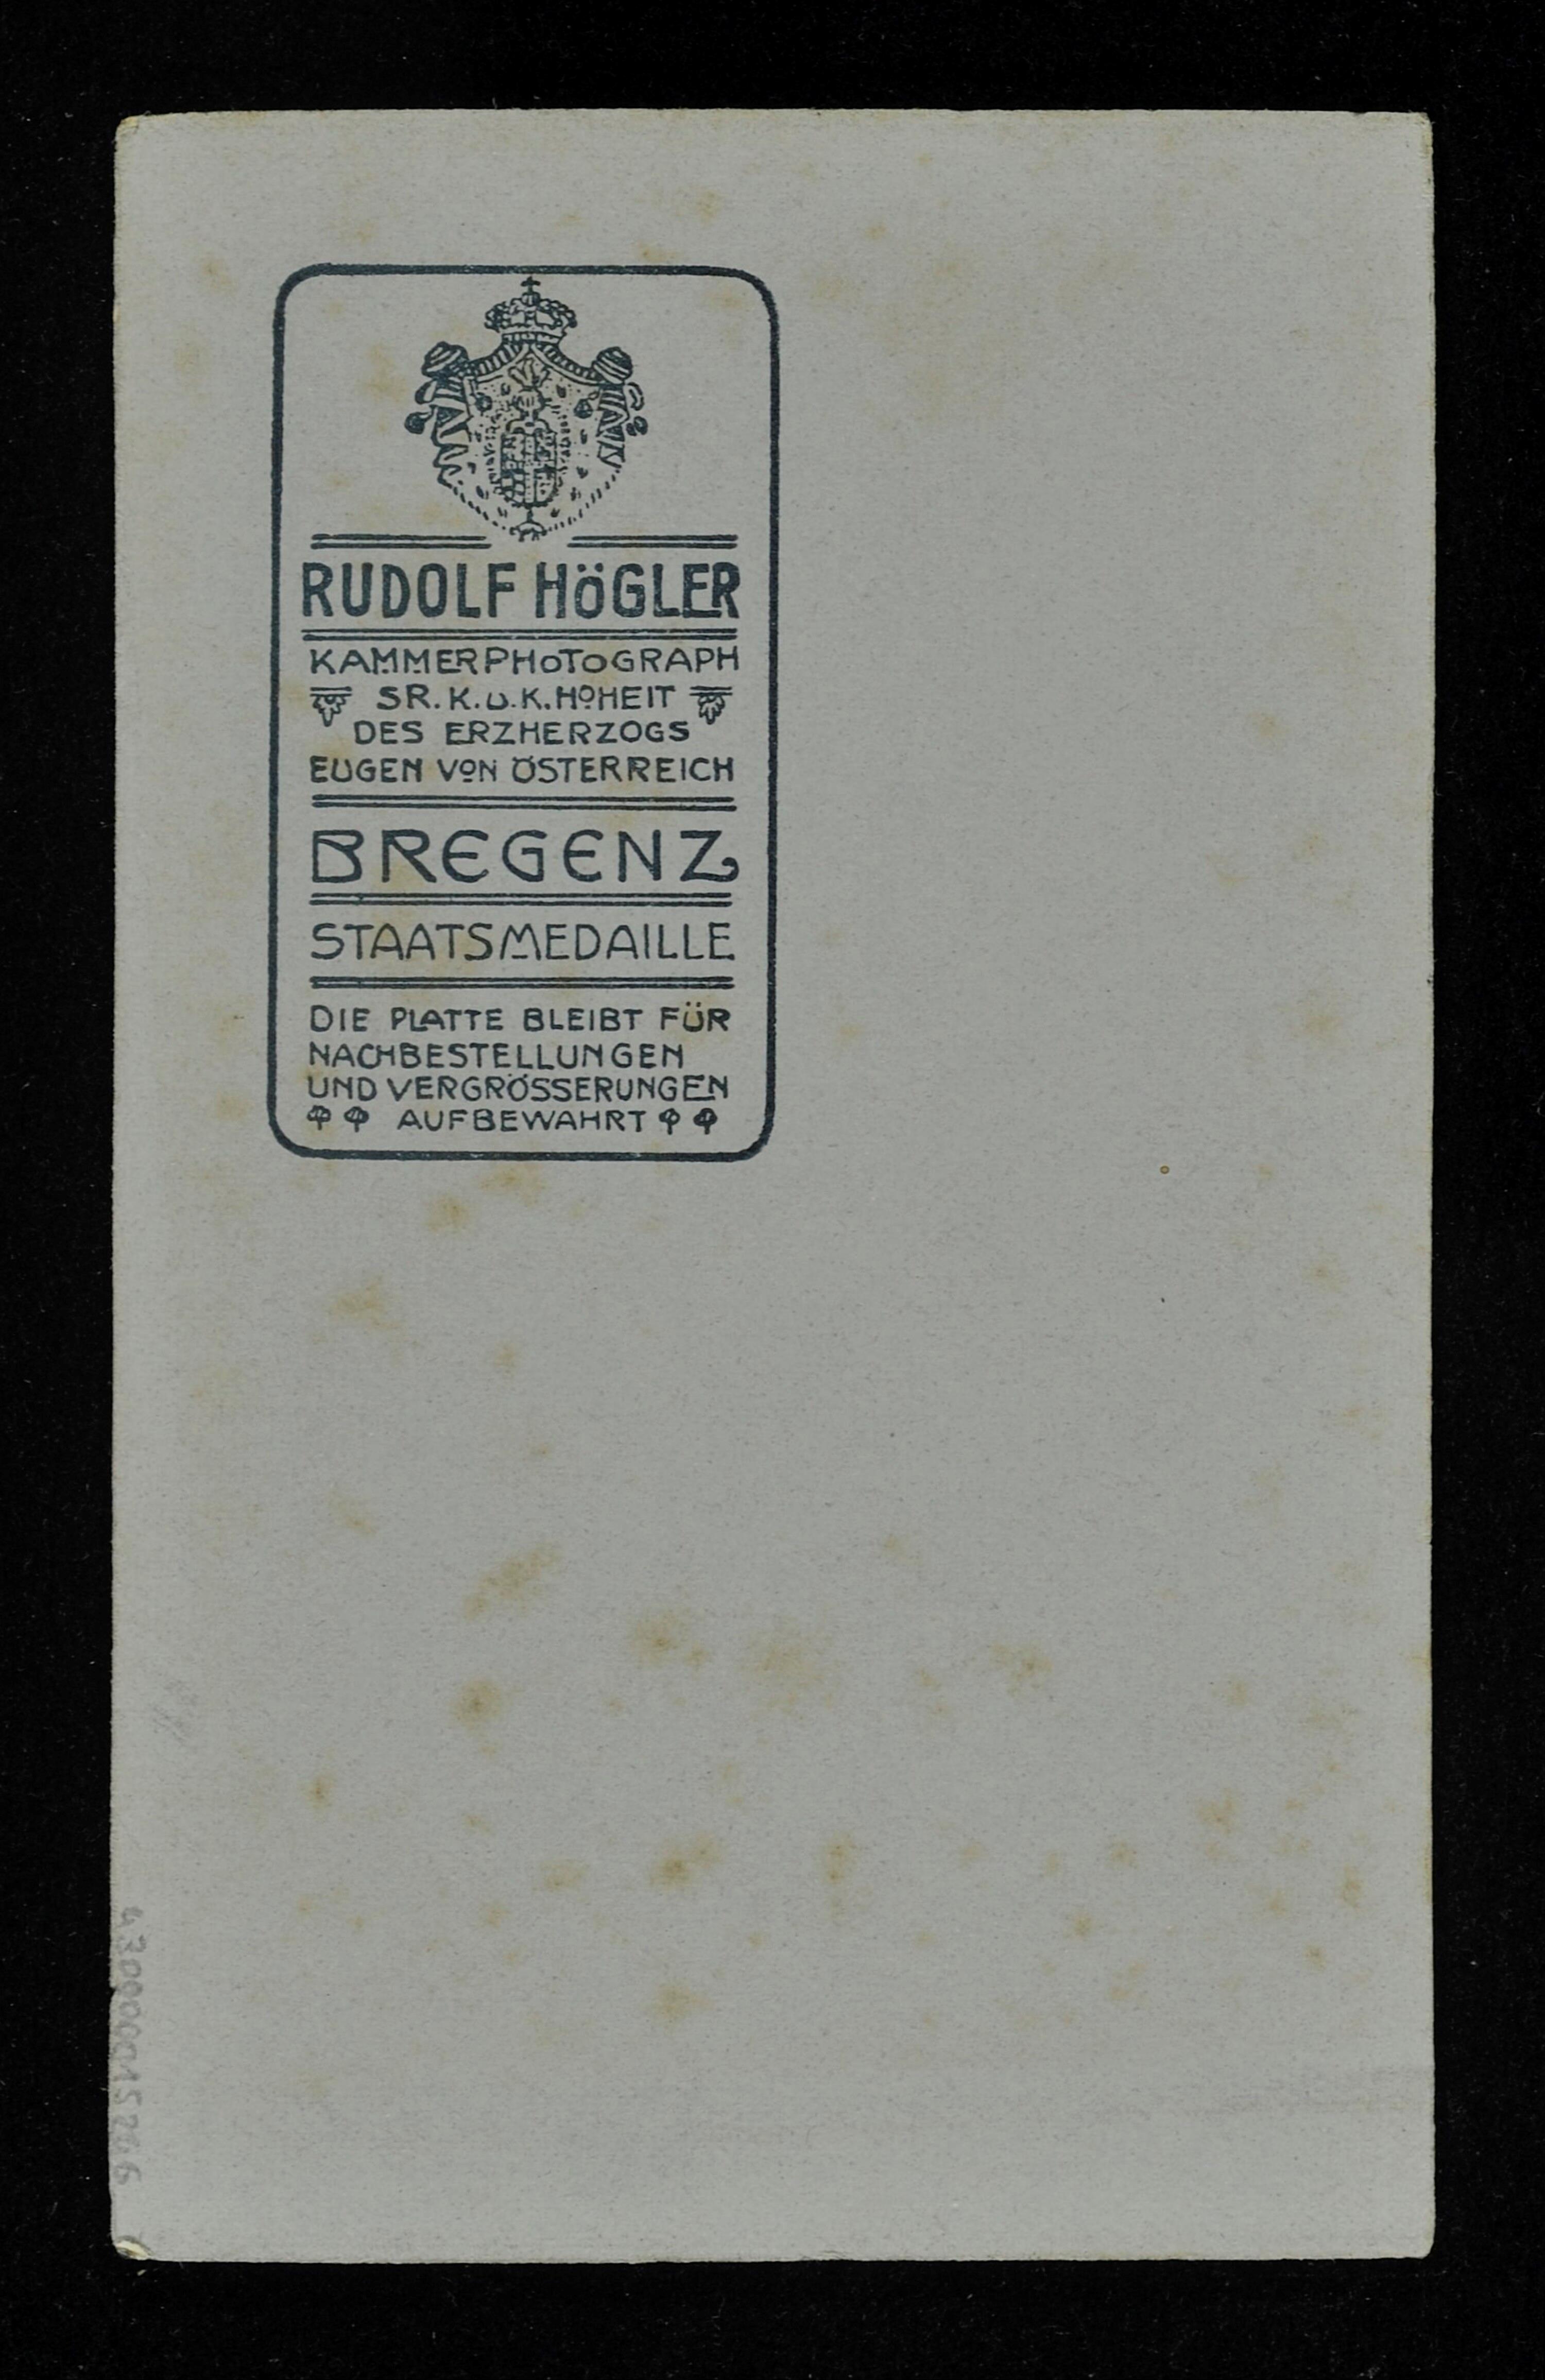 RUDOLF HÖGLER
KAMMERPHOTOGRAPH
SR. K. U. K. HOHEIT
DES ERZHERZOGS
EUGEN VON ÖSTERREICH
BREGENZ
STAATSMEDAILLE
DIE PLATTE BLEIBT FÜR
NACHBESTELLUNGEN
UND VERGRÖSSERUNGEN
AUFBEWAHRT